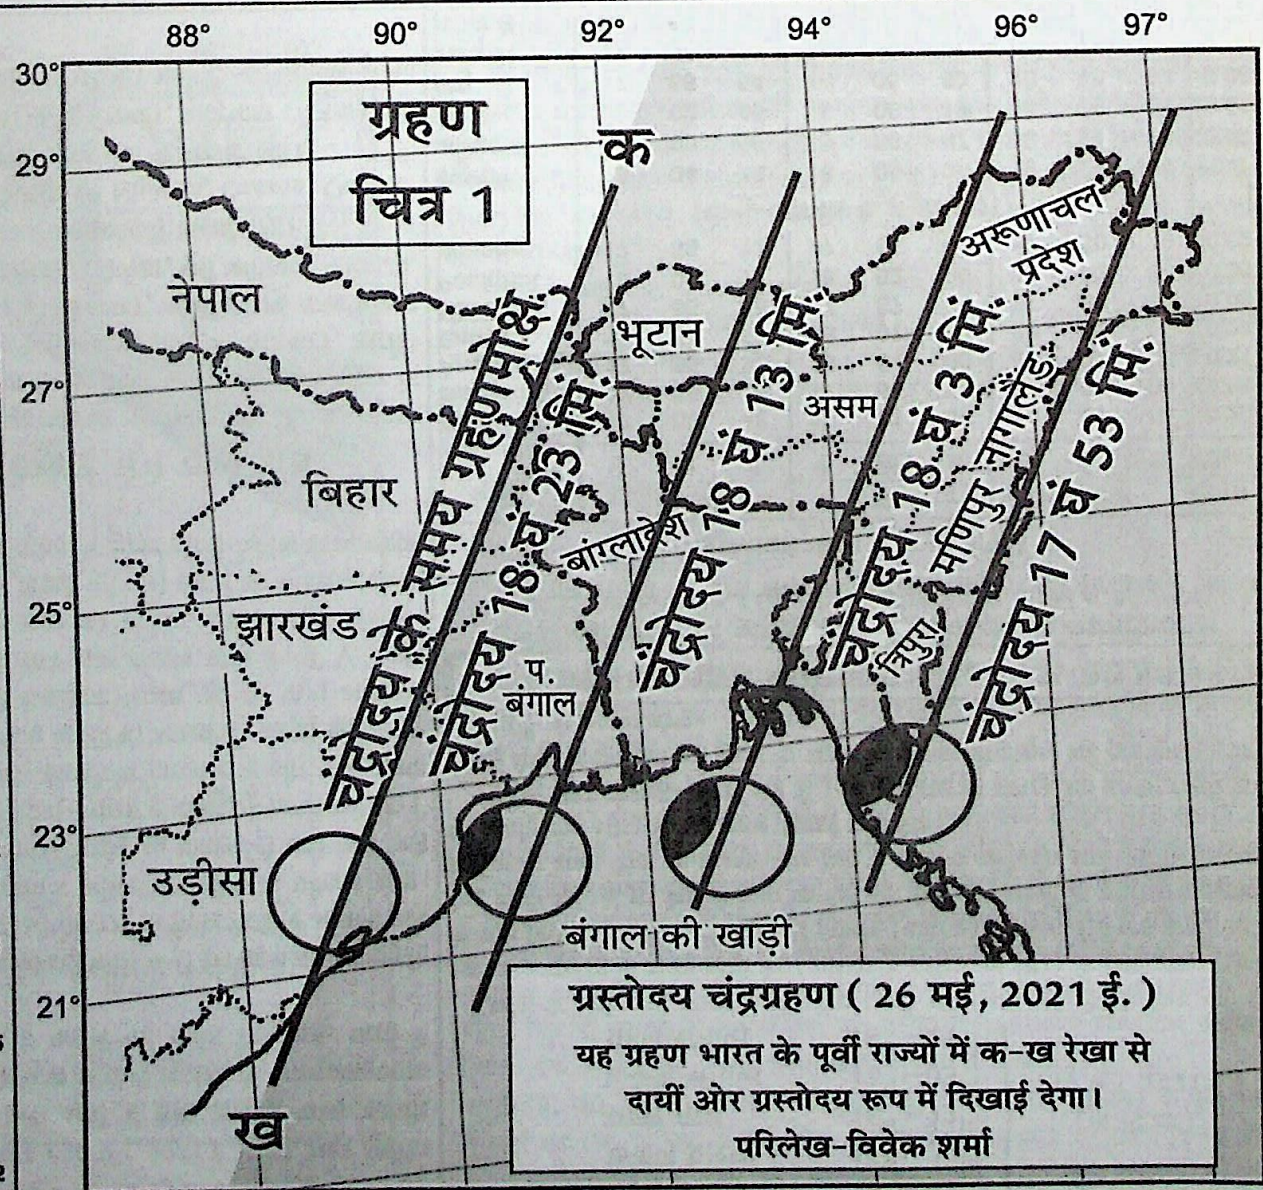 88° 90° 92° 94° 96° 97°
30°
29°
27°
25°
23°
21°
ग्रहण
चित्र 1
क
नेपाल
भूटान
अरूणाचल
प्रदेश
असम
नागालैंड
मणिपुर
बिहार
बांग्लादेश
झारखंड
त्रिपुरा
प.
बंगाल
उड़ीसा
चंद्रोदय के समय ग्रहणमोक्ष
चंद्रोदय 18 घं 23 मि.
चंद्रोदय 18 घं 13 मि.
चंद्रोदय 18 घं 3 मि.
चंद्रोदय 17 घं 53 मि.
बंगाल की खाड़ी
ख
ग्रस्तोदय चंद्रग्रहण ( 26 मई, 2021 ई. )
यह ग्रहण भारत के पूर्वी राज्यों में क-ख रेखा से
दायीं ओर ग्रस्तोदय रूप में दिखाई देगा।
परिलेख-विवेक शर्मा